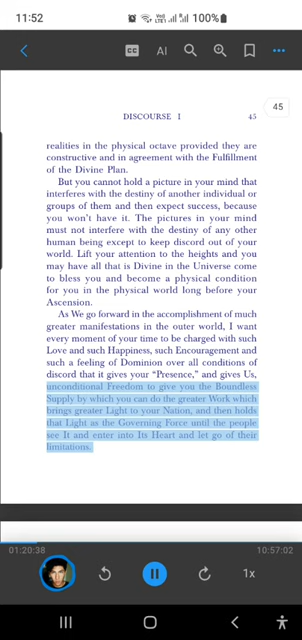 11:52
100%
CC
AI
45
DISCOURSE I 45
realities in the physical octave provided they are
constructive and in agreement with the Fulfillment
of the Divine Plan.
But you cannot hold a picture in your mind that
interferes with the destiny of another individual or
groups of them and then expect success, because
you won't have it. The pictures in your mind
must not interfere with the destiny of any other
human being except to keep discord out of your
world. Lift your attention to the heights and you
may have all that is Divine in the Universe come
to bless you and become a physical condition
for you in the physical world long before your
Ascension.
As We go forward in the accomplishment of much
greater manifestations in the outer world, I want
every moment of your time to be charged with such
Love and such Happiness, such Encouragement and
such a feeling of Dominion over all conditions of
discord that it gives your “Presence,” and gives Us,
unconditional Freedom to give you the Boundless
Supply by which you can do the greater Work which
brings greater Light to your Nation, and then holds
that Light as the Governing Force until the people
see It and enter into Its Heart and let go of their
limitations.
01:20:38 10:57:02
1x